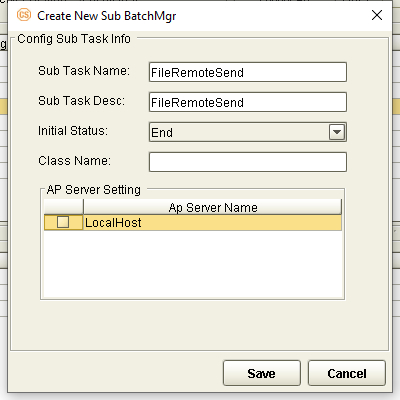 CS Create New Sub BatchMgr
Config Sub Task Info
Sub Task Name: FileRemoteSend
Sub Task Desc: FileRemoteSend
Initial Status: End
Class Name:
AP Server Setting
Ap Server Name
LocalHost
Save Cancel